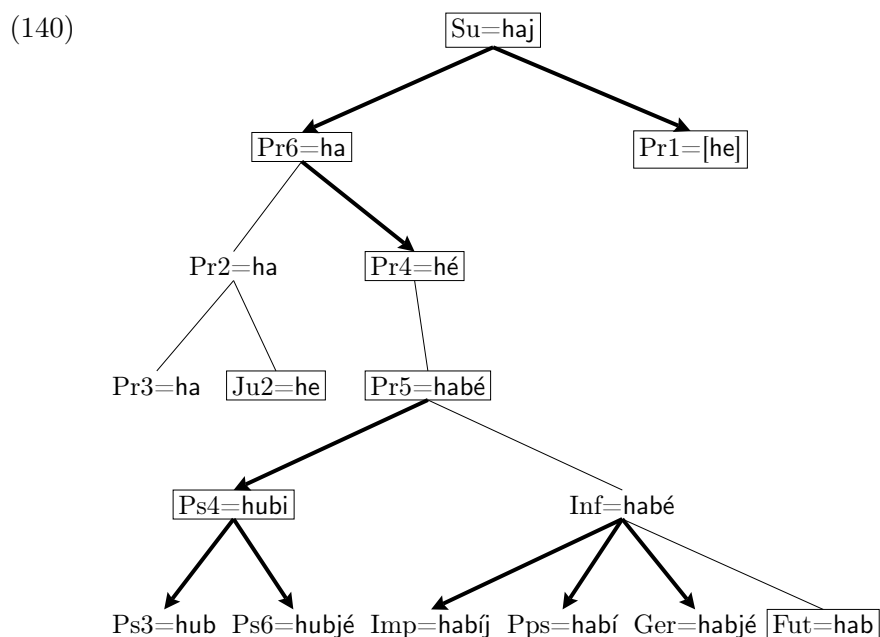 (140)
Su=haj
Pr6=ha Pr1=[he]
Pr2=ha Pr4=hé
Pr3=ha Ju2=he Pr5=habé
Ps4=hubi Inf=habé
Ps3=hub Ps6=hubjé Imp=habíj Pps=habí Ger=habjé Fut=hab